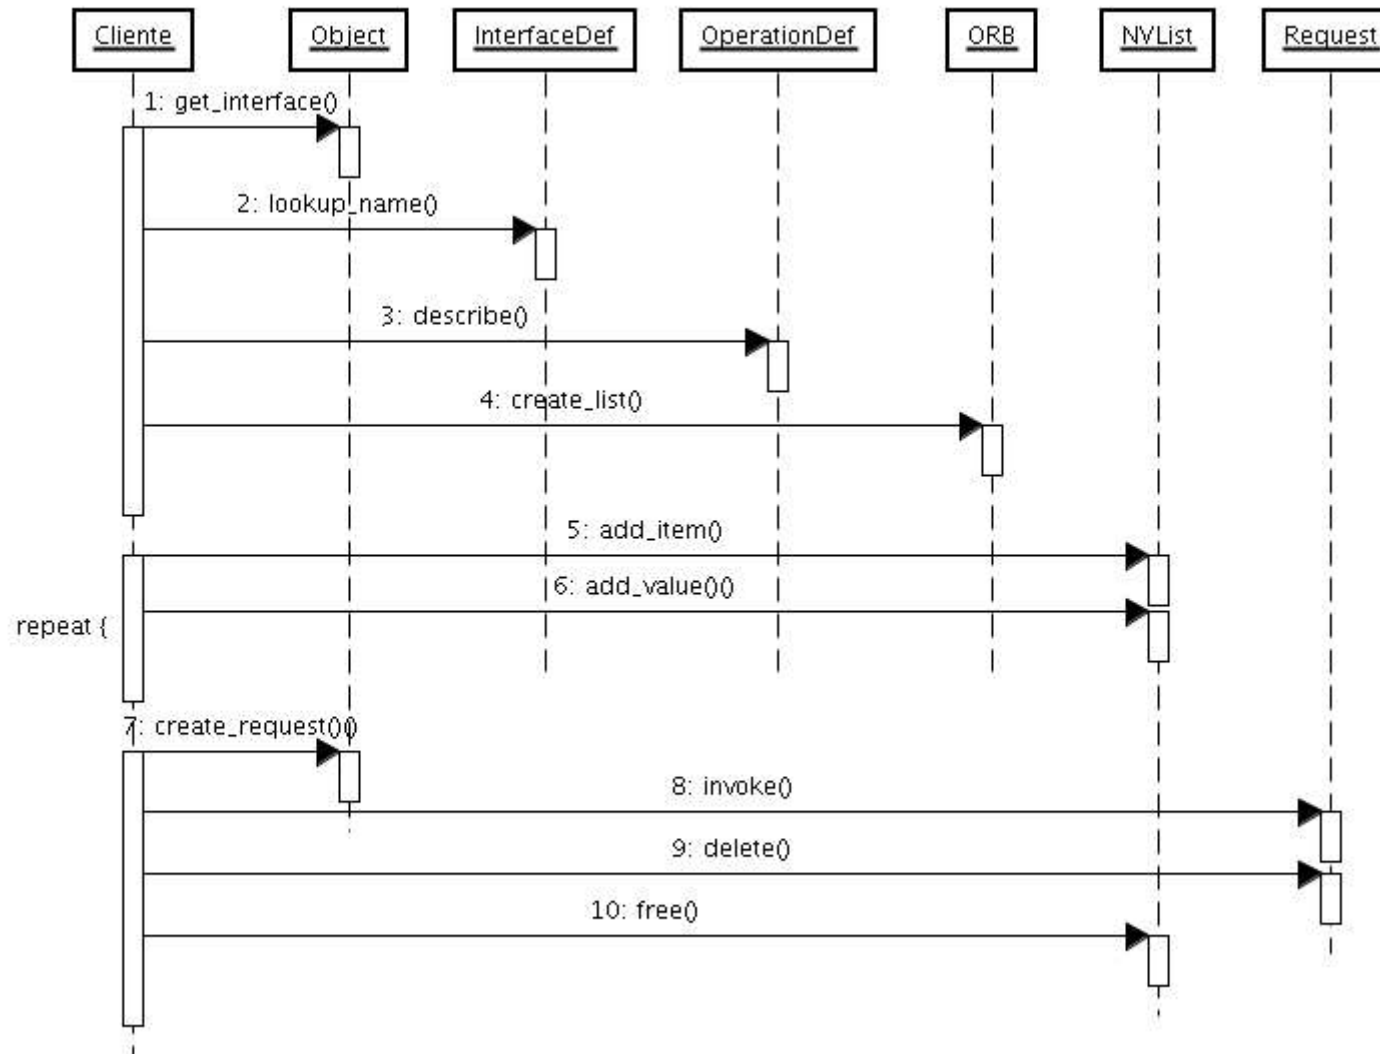 Cliente Object InterfaceDef OperationDef ORB NVList Request
1: get_interface()
2: lookup_name()
3: describe()
4: create_list()
5: add_item()
6: add_value()()
repeat {
7: create_request()()
8: invoke()
9: delete()
10: free()